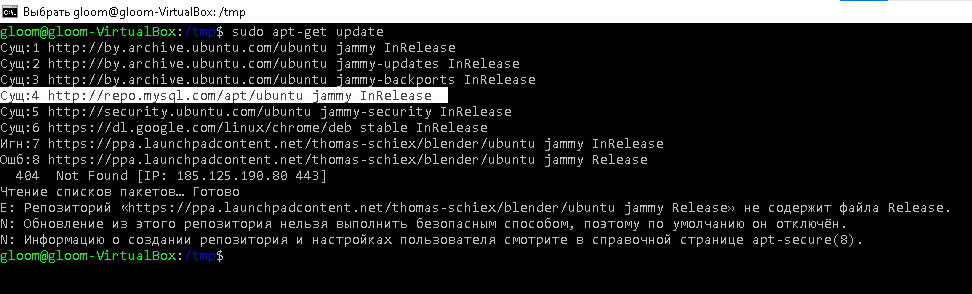 Выбрать gloom@gloom-VirtualBox: /tmp
gloom@gloom-VirtualBox:/tmp$ sudo apt-get update
Сущ:1 http://by.archive.ubuntu.com/ubuntu jammy InRelease
Сущ:2 http://by.archive.ubuntu.com/ubuntu jammy-updates InRelease
Сущ:3 http://by.archive.ubuntu.com/ubuntu jammy-backports InRelease
Сущ:4 http://repo.mysql.com/apt/ubuntu jammy InRelease
Сущ:5 http://security.ubuntu.com/ubuntu jammy-security InRelease
Сущ:6 https://dl.google.com/linux/chrome/deb stable InRelease
Игн:7 https://ppa.launchpadcontent.net/thomas-schiex/blender/ubuntu jammy InRelease
Ошб:8 https://ppa.launchpadcontent.net/thomas-schiex/blender/ubuntu jammy Release
  404  Not Found [IP: 185.125.190.80 443]
Чтение списков пакетов… Готово
E: Репозиторий «https://ppa.launchpadcontent.net/thomas-schiex/blender/ubuntu jammy Release» не содержит файла Release.
N: Обновление из этого репозитория нельзя выполнить безопасным способом, поэтому по умолчанию он отключён.
N: Информацию о создании репозитория и настройках пользователя смотрите в справочной странице apt-secure(8).
gloom@gloom-VirtualBox:/tmp$